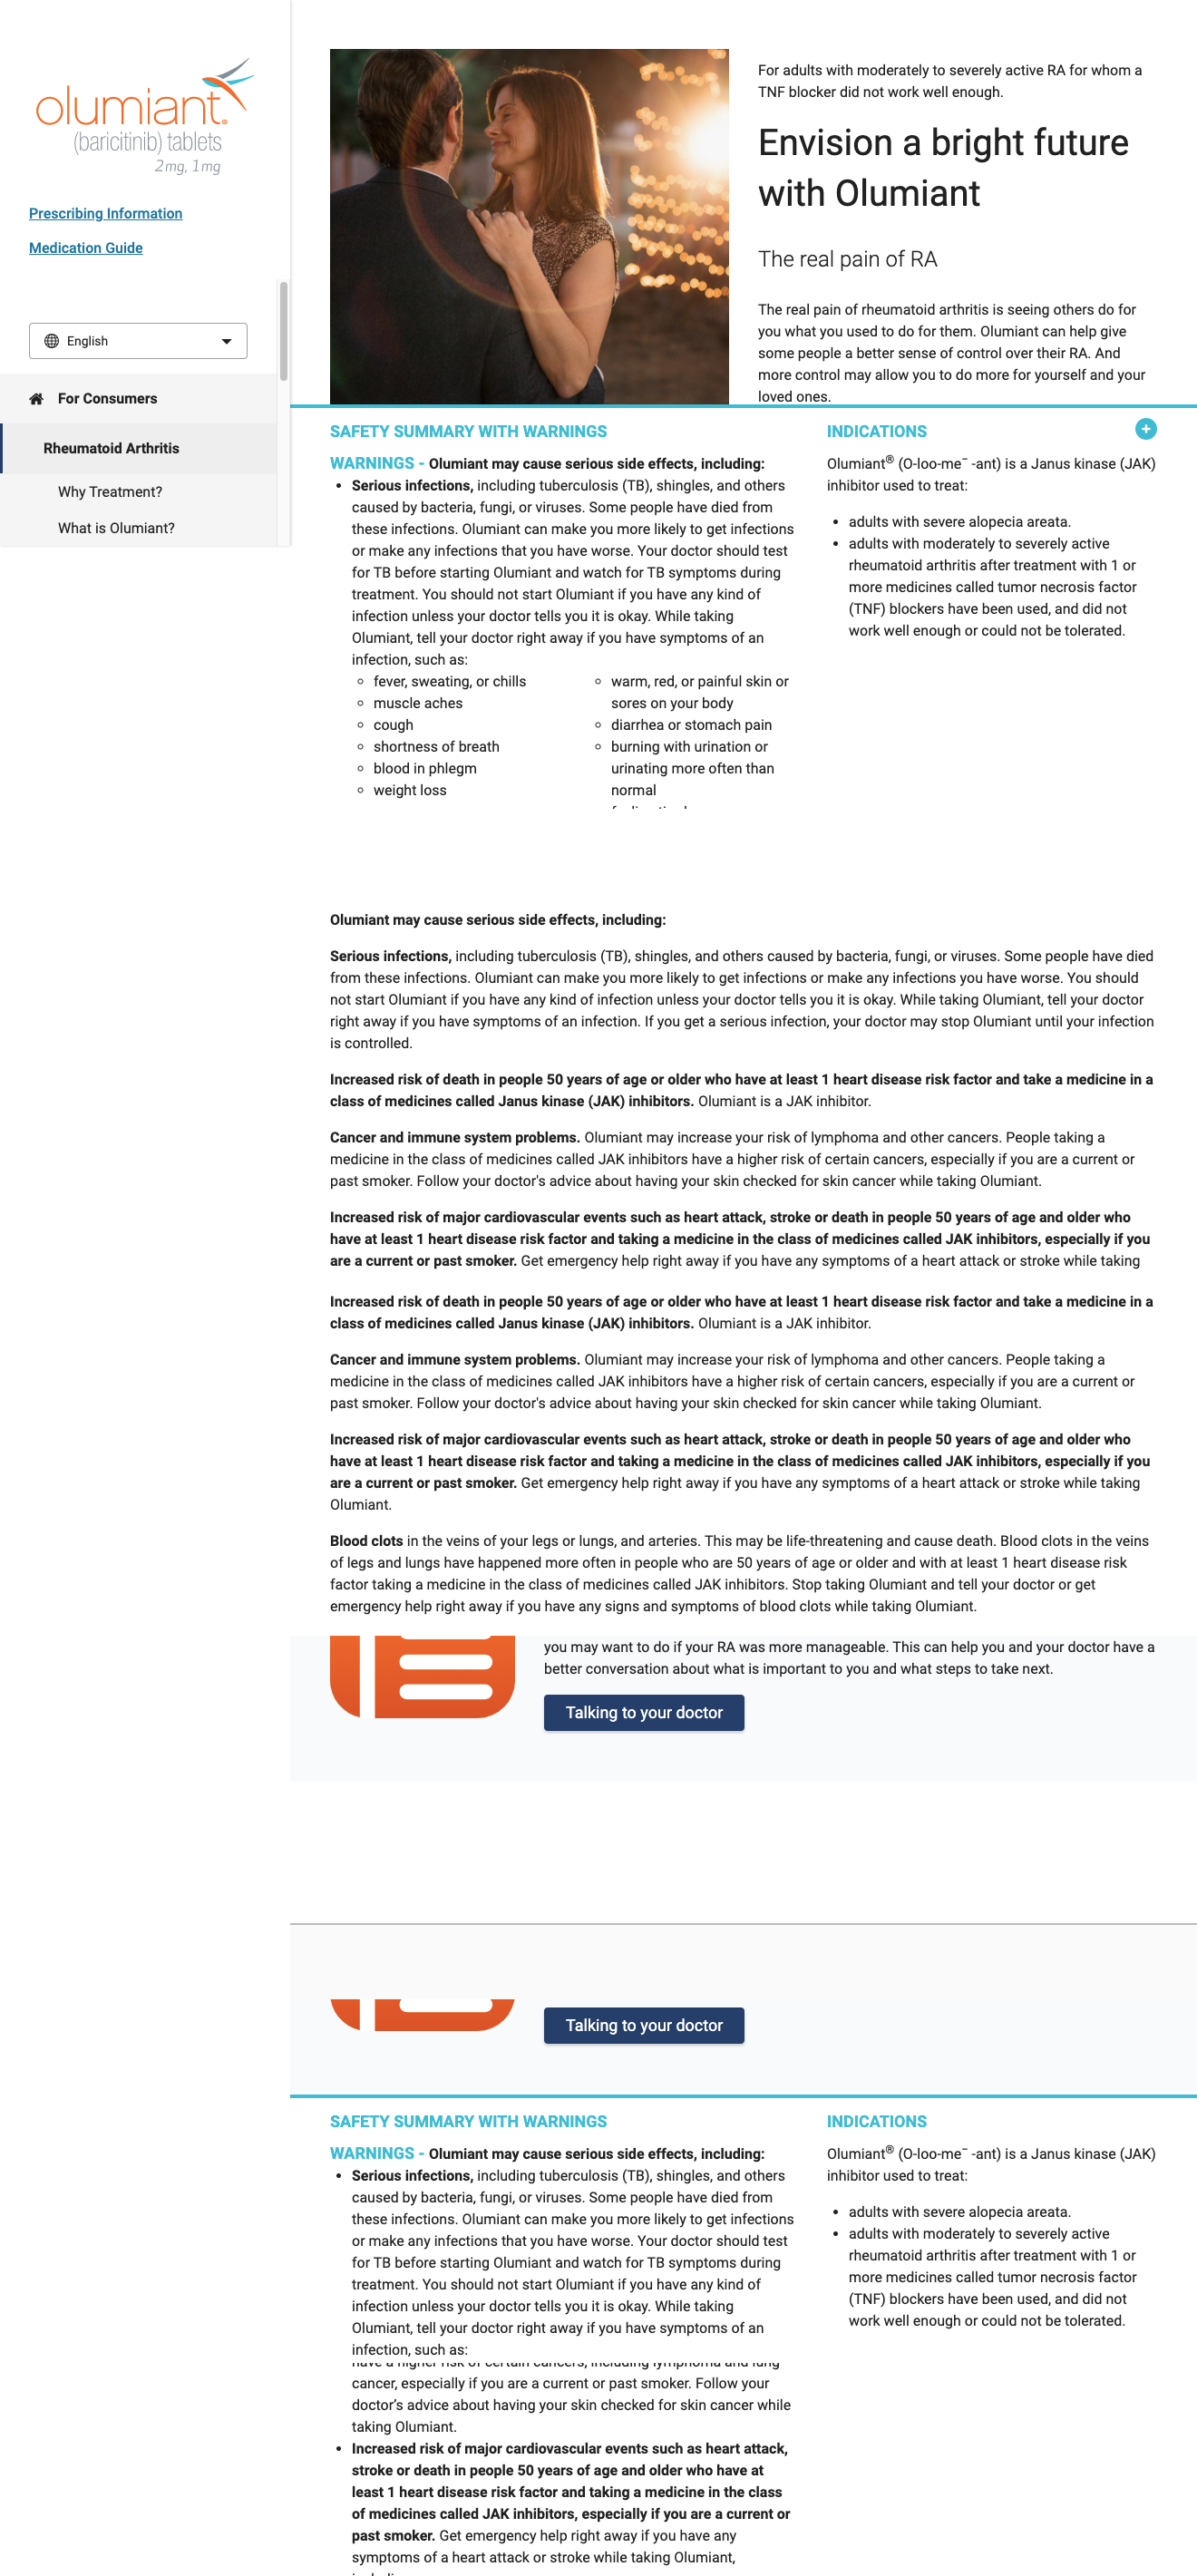 olumiant®
(baricitinib) tablets
2mg, 1mg
Prescribing Information
Medication Guide
English
For Consumers
Rheumatoid Arthritis
Why Treatment?
What is Olumiant?
For adults with moderately to severely active RA for whom a
TNF blocker did not work well enough.
Envision a bright future
with Olumiant
The real pain of RA
The real pain of rheumatoid arthritis is seeing others do for
you what you used to do for them. Olumiant can help give
some people a better sense of control over their RA. And
more control may allow you to do more for yourself and your
loved ones.
SAFETY SUMMARY WITH WARNINGS
WARNINGS - Olumiant may cause serious side effects, including:
• Serious infections, including tuberculosis (TB), shingles, and others
caused by bacteria, fungi, or viruses. Some people have died from
these infections. Olumiant can make you more likely to get infections
or make any infections that you have worse. Your doctor should test
for TB before starting Olumiant and watch for TB symptoms during
treatment. You should not start Olumiant if you have any kind of
infection unless your doctor tells you it is okay. While taking
Olumiant, tell your doctor right away if you have symptoms of an
infection, such as:
◦ fever, sweating, or chills
◦ muscle aches
◦ cough
◦ shortness of breath
◦ blood in phlegm
◦ weight loss
◦ warm, red, or painful skin or
sores on your body
◦ diarrhea or stomach pain
◦ burning with urination or
urinating more often than
normal
INDICATIONS
+
Olumiant® (O-loo-me¯ -ant) is a Janus kinase (JAK)
inhibitor used to treat:
• adults with severe alopecia areata.
• adults with moderately to severely active
rheumatoid arthritis after treatment with 1 or
more medicines called tumor necrosis factor
(TNF) blockers have been used, and did not
work well enough or could not be tolerated.
Olumiant may cause serious side effects, including:
Serious infections, including tuberculosis (TB), shingles, and others caused by bacteria, fungi, or viruses. Some people have died
from these infections. Olumiant can make you more likely to get infections or make any infections you have worse. You should
not start Olumiant if you have any kind of infection unless your doctor tells you it is okay. While taking Olumiant, tell your doctor
right away if you have symptoms of an infection. If you get a serious infection, your doctor may stop Olumiant until your infection
is controlled.
Increased risk of death in people 50 years of age or older who have at least 1 heart disease risk factor and take a medicine in a
class of medicines called Janus kinase (JAK) inhibitors. Olumiant is a JAK inhibitor.
Cancer and immune system problems. Olumiant may increase your risk of lymphoma and other cancers. People taking a
medicine in the class of medicines called JAK inhibitors have a higher risk of certain cancers, especially if you are a current or
past smoker. Follow your doctor's advice about having your skin checked for skin cancer while taking Olumiant.
Increased risk of major cardiovascular events such as heart attack, stroke or death in people 50 years of age and older who
have at least 1 heart disease risk factor and taking a medicine in the class of medicines called JAK inhibitors, especially if you
are a current or past smoker. Get emergency help right away if you have any symptoms of a heart attack or stroke while taking
Increased risk of death in people 50 years of age or older who have at least 1 heart disease risk factor and take a medicine in a
class of medicines called Janus kinase (JAK) inhibitors. Olumiant is a JAK inhibitor.
Cancer and immune system problems. Olumiant may increase your risk of lymphoma and other cancers. People taking a
medicine in the class of medicines called JAK inhibitors have a higher risk of certain cancers, especially if you are a current or
past smoker. Follow your doctor's advice about having your skin checked for skin cancer while taking Olumiant.
Increased risk of major cardiovascular events such as heart attack, stroke or death in people 50 years of age and older who
have at least 1 heart disease risk factor and taking a medicine in the class of medicines called JAK inhibitors, especially if you
are a current or past smoker. Get emergency help right away if you have any symptoms of a heart attack or stroke while taking
Olumiant.
Blood clots in the veins of your legs or lungs, and arteries. This may be life-threatening and cause death. Blood clots in the veins
of legs and lungs have happened more often in people who are 50 years of age or older and with at least 1 heart disease risk
factor taking a medicine in the class of medicines called JAK inhibitors. Stop taking Olumiant and tell your doctor or get
emergency help right away if you have any signs and symptoms of blood clots while taking Olumiant.
you may want to do if your RA was more manageable. This can help you and your doctor have a
better conversation about what is important to you and what steps to take next.
Talking to your doctor
Talking to your doctor
SAFETY SUMMARY WITH WARNINGS
WARNINGS - Olumiant may cause serious side effects, including:
• Serious infections, including tuberculosis (TB), shingles, and others
caused by bacteria, fungi, or viruses. Some people have died from
these infections. Olumiant can make you more likely to get infections
or make any infections that you have worse. Your doctor should test
for TB before starting Olumiant and watch for TB symptoms during
treatment. You should not start Olumiant if you have any kind of
infection unless your doctor tells you it is okay. While taking
Olumiant, tell your doctor right away if you have symptoms of an
infection, such as:
have a higher risk of certain cancers, including lymphoma and lung
cancer, especially if you are a current or past smoker. Follow your
doctor’s advice about having your skin checked for skin cancer while
taking Olumiant.
• Increased risk of major cardiovascular events such as heart attack,
stroke or death in people 50 years of age and older who have at
least 1 heart disease risk factor and taking a medicine in the class
of medicines called JAK inhibitors, especially if you are a current or
past smoker. Get emergency help right away if you have any
symptoms of a heart attack or stroke while taking Olumiant,
INDICATIONS
Olumiant® (O-loo-me¯ -ant) is a Janus kinase (JAK)
inhibitor used to treat:
• adults with severe alopecia areata.
• adults with moderately to severely active
rheumatoid arthritis after treatment with 1 or
more medicines called tumor necrosis factor
(TNF) blockers have been used, and did not
work well enough or could not be tolerated.